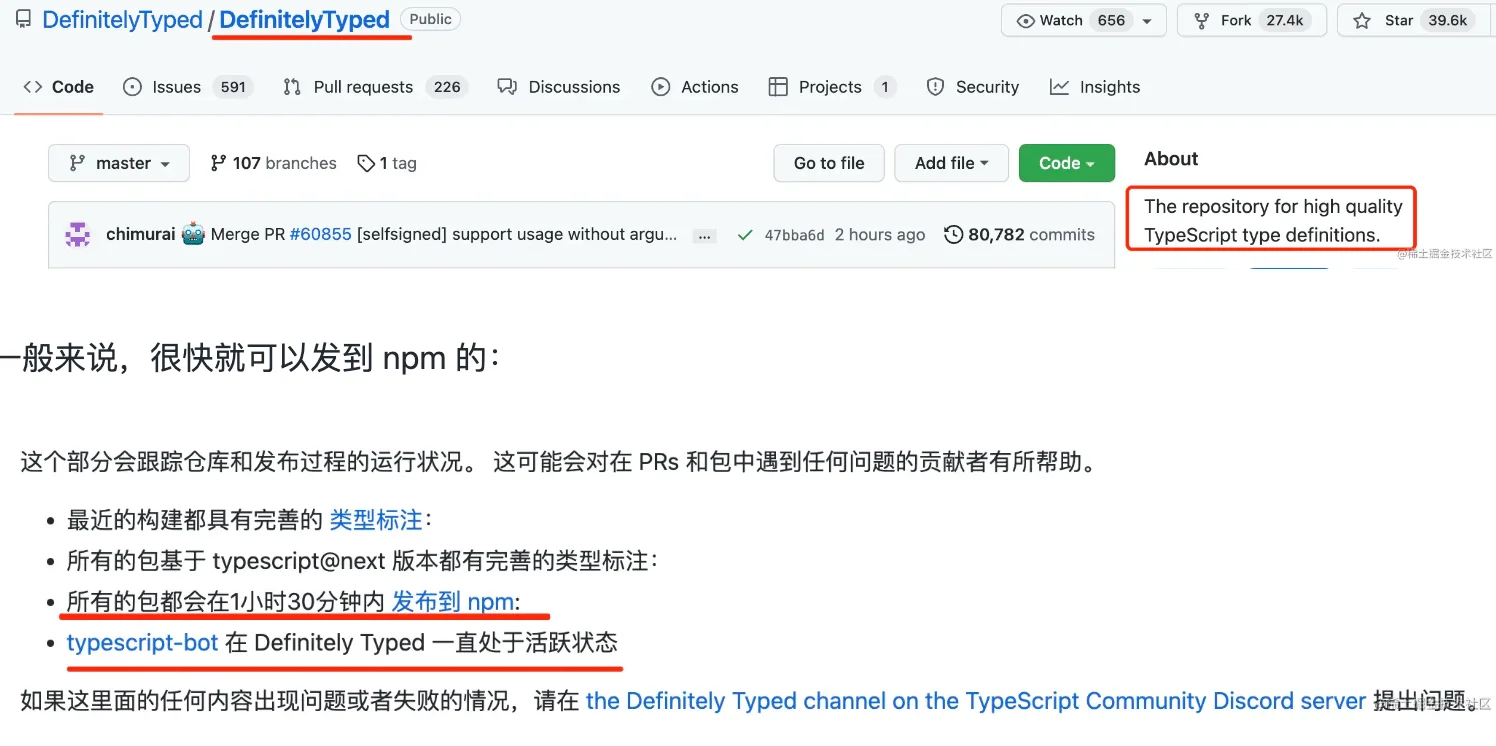 DefinitelyTyped / DefinitelyTyped Public Watch 656 Fork 27.4k Star 39.6k
Code Issues 591 Pull requests 226 Discussions Actions Projects 1 Security Insights
master 107 branches 1 tag Go to file Add file Code About
The repository for high quality
TypeScript type definitions.
chimurai 🤖 Merge PR #60855 [selfsigned] support usage without argu... ... 47bba6d 2 hours ago 80,782 commits
@稀土掘金技术社区
一般来说，很快就可以发到 npm 的：
这个部分会跟踪仓库和发布过程的运行状况。 这可能会对在 PRs 和包中遇到任何问题的贡献者有所帮助。
• 最近的构建都具有完善的 类型标注：
• 所有的包基于 typescript@next 版本都有完善的类型标注：
• 所有的包都会在1小时30分钟内 发布到 npm:
• typescript-bot 在 Definitely Typed 一直处于活跃状态
如果这里面的任何内容出现问题或者失败的情况，请在 the Definitely Typed channel on the TypeScript Community Discord server 提出问题。
@稀土掘金技术社区